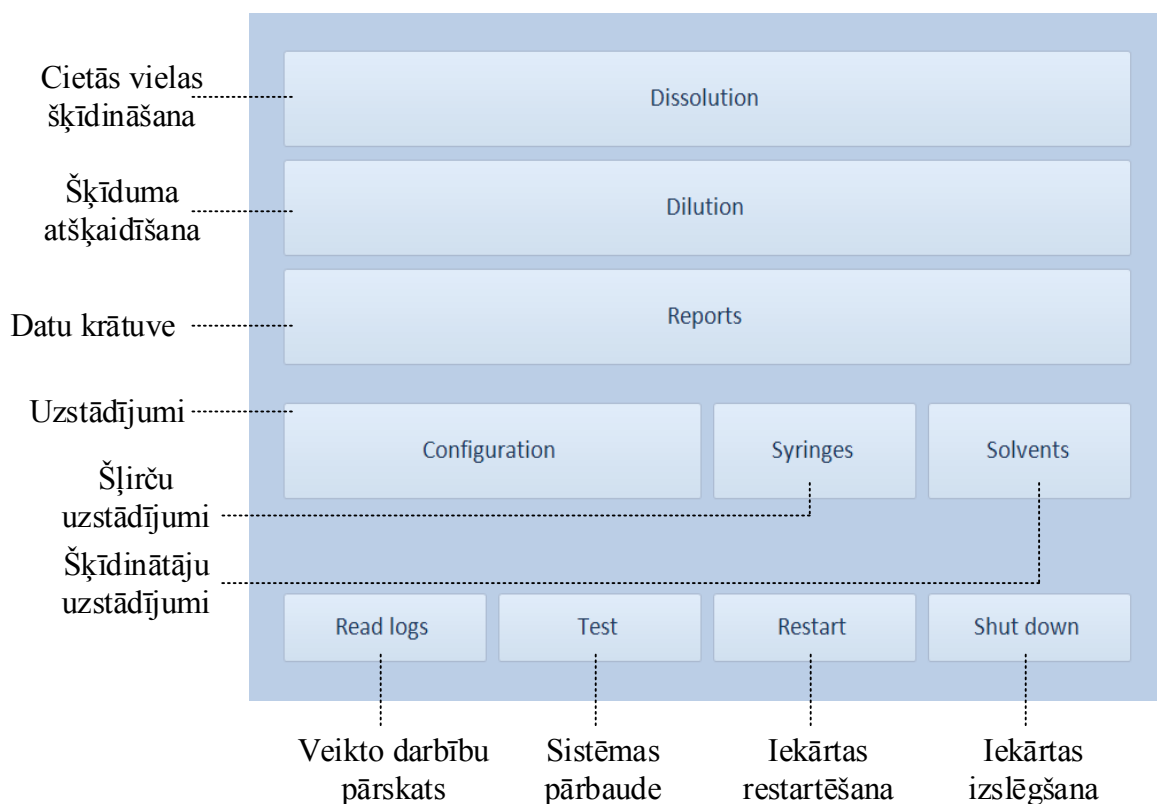 Cietās vielas
šķīdināšana
Dissolution
Šķīduma
atšķaidīšana
Dilution
Datu krātuve
Reports
Uzstādījumi
Configuration
Syringes
Solvents
Šļirču
uzstādījumi
Šķīdinātāju
uzstādījumi
Read logs
Test
Restart
Shut down
Veikto darbību
pārskats
Sistēmas
pārbaude
Iekārtas
restartēšana
Iekārtas
izslēgšana